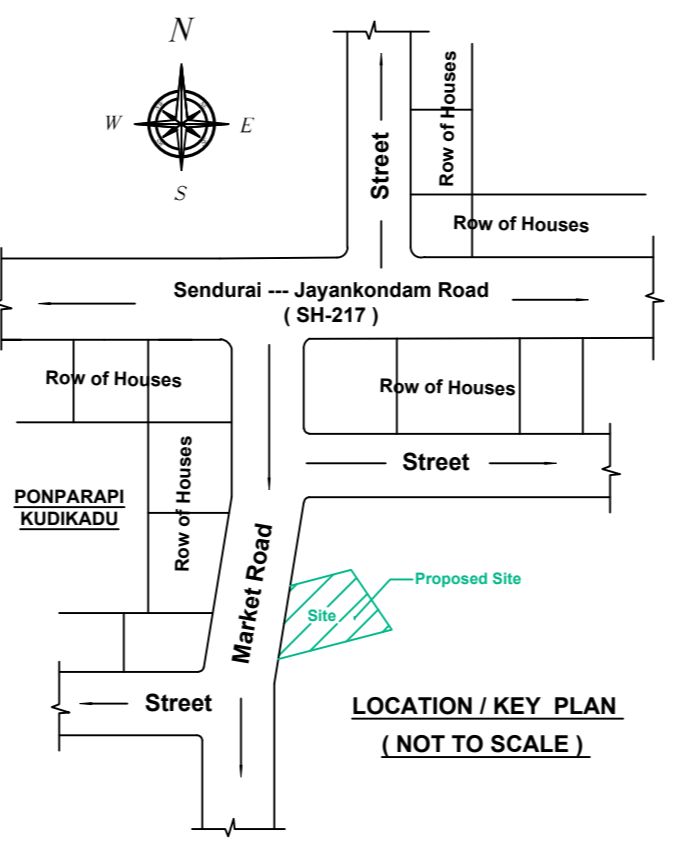 N
W
E
S
Street
Row of Houses
Row of Houses
Sendurai --- Jayankondam Road
( SH-217 )
Row of Houses
Row of Houses
Street
Row of Houses
PONPARAPI
KUDIKADU
Market Road
Proposed Site
Site
Street
LOCATION / KEY PLAN
( NOT TO SCALE )